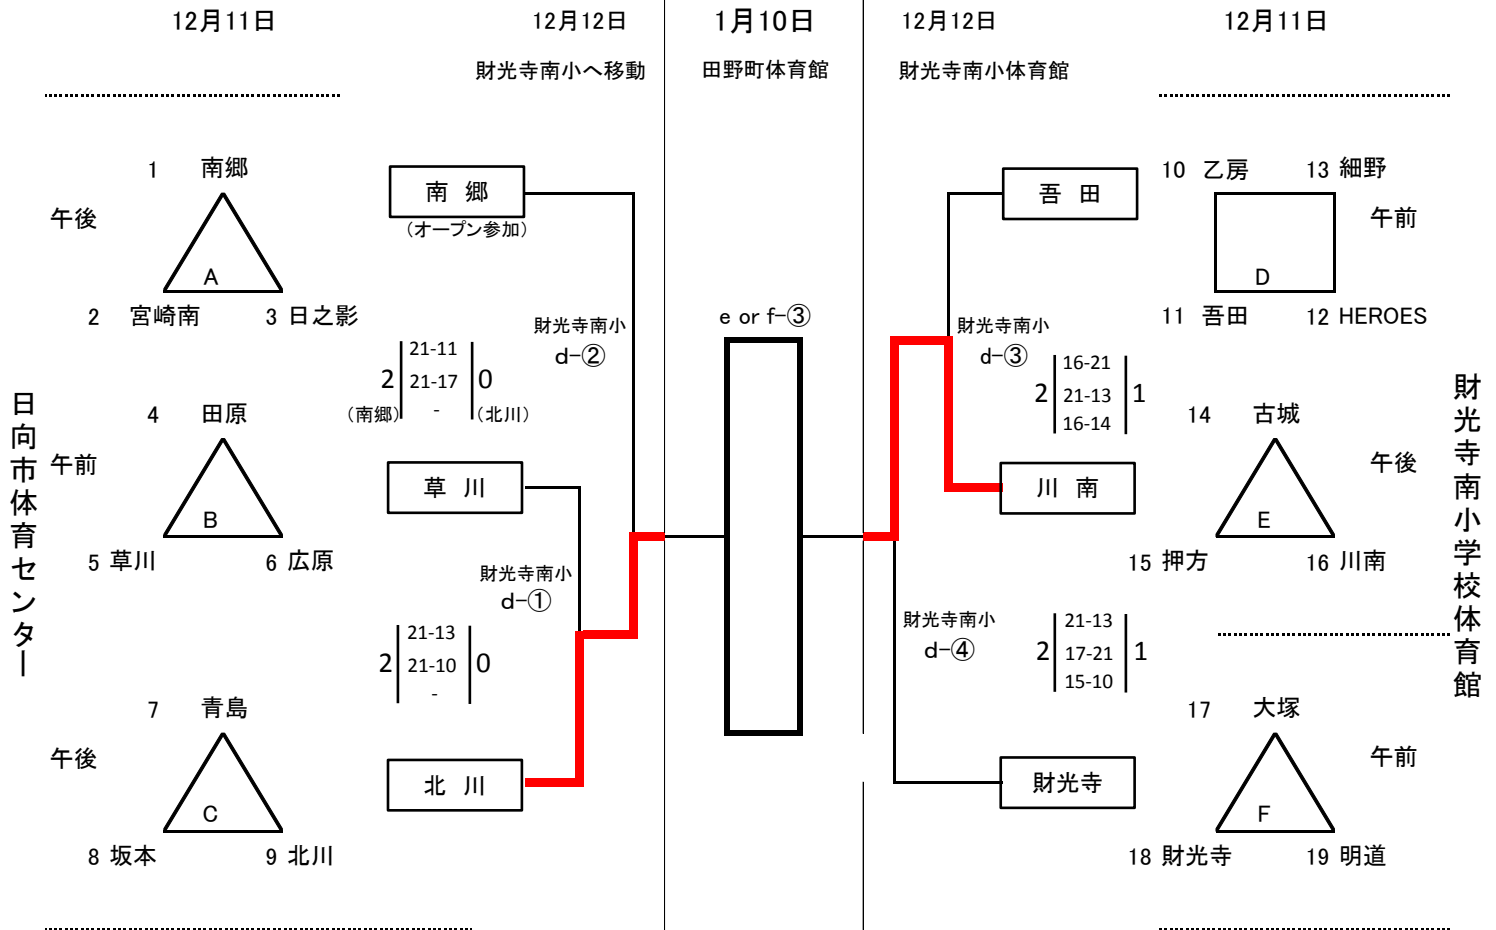 12月11日
12月12日
1月10日
12月12日
12月11日
財光寺南小へ移動
田野町体育館
財光寺南小体育館
1 南郷
午後
A
2 宮崎南
3 日之影
南 郷
(オープン参加)
財光寺南小
d-②
21-11
2 21-17 0
(南郷) - (北川)
日向市体育センター
4 田原
午前
B
5 草川
6 広原
草 川
財光寺南小
d-①
21-13
2 21-10 0
-
7 青島
午後
C
8 坂本
9 北川
北 川
e or f-③
吾 田
10 乙房
13 細野
午前
D
11 吾田
12 HEROES
財光寺南小
d-③
16-21
2 21-13 1
16-14
川 南
14 古城
午後
E
15 押方
16 川南
財光寺南小学校体育館
財光寺南小
d-④
21-13
2 17-21 1
15-10
財光寺
17 大塚
午前
F
18 財光寺
19 明道